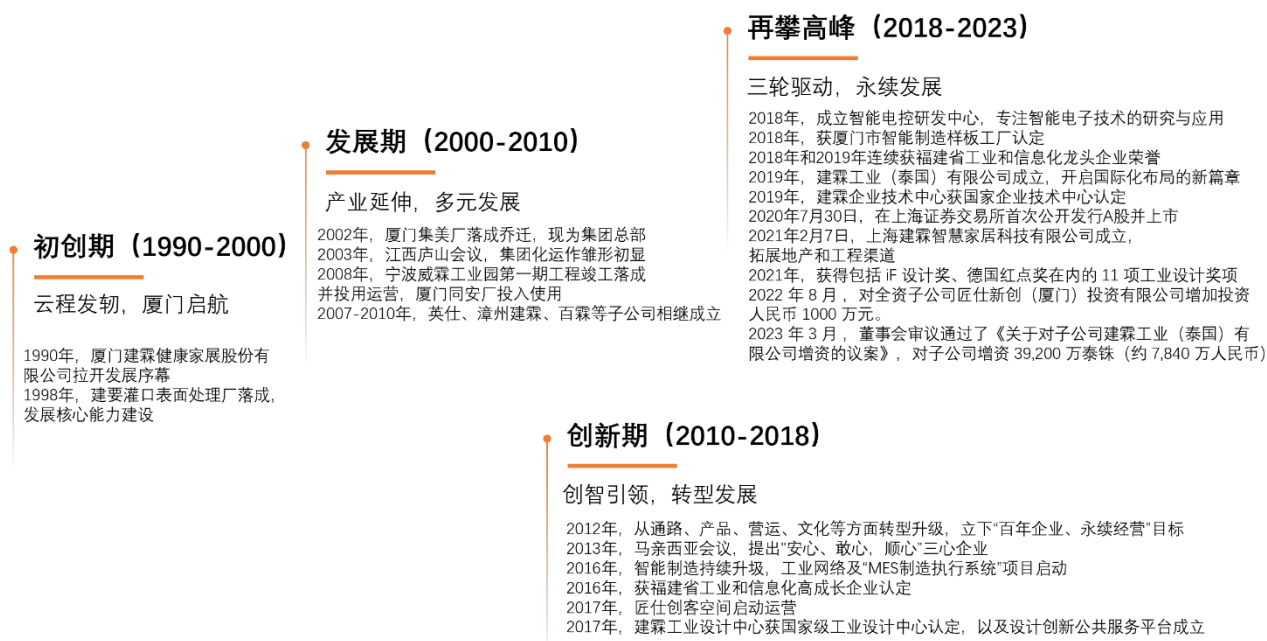 初创期（1990-2000）
云程发轫，厦门启航
1990年，厦门建霖健康家展股份有
限公司拉开发展序幕
1998年，建要灌口表面处理厂落成，
发展核心能力建设
发展期（2000-2010）
产业延伸，多元发展
2002年，厦门集美厂落成乔迁，现为集团总部
2003年，江西庐山会议，集团化运作雏形初显
2008年，宁波威霖工业园第一期工程竣工落成
并投用运营，厦门同安厂投入使用
2007-2010年，英仕、漳州建霖、百霖等子公司相继成立
创新期（2010-2018）
创智引领，转型发展
2012年，从通路、产品、营运、文化等方面转型升级，立下“百年企业、永续经营”目标
2013年，马亲西亚会议，提出"安心、敢心，顺心"三心企业
2016年，智能制造持续升圾，工业网络及“MES制造执行系统”项目启动
2016年，获福建省工业和信息化高成长企业认定
2017年，匠仕创客空间启动运营
2017年，建霖工业设计中心获国家级工业设计中心认定，以及设计创新公共服务平台成立
再攀高峰（2018-2023）
三轮驱动，永续发展
2018年，成立智能电控研发中心，专注智能电子技术的研究与应用
2018年，获厦门市智能制造样板工厂认定
2018年和2019年连续获福建省工业和信息化龙头企业荣誉
2019年，建霖工业（泰国）有限公司成立，开启国际化布局的新篇章
2019年，建霖企业技术中心获国家企业技术中心认定
2020年7月30日，在上海证券交易所首次公开发行A股并上市
2021年2月7日，上海建霖智慧家居科技有限公司成立，
拓展地产和工程渠道
2021年，获得包括 iF 设计奖、德国红点奖在内的 11 项工业设计奖项
2022 年 8 月，对全资子公司匠仕新创（厦门）投资有限公司增加投资
人民币 1000 万元。
2023 年 3 月，董事会审议通过了《关于对子公司建霖工业（泰国）有
限公司增资的议案》，对子公司增资 39,200 万泰铢（约 7,840 万人民币）